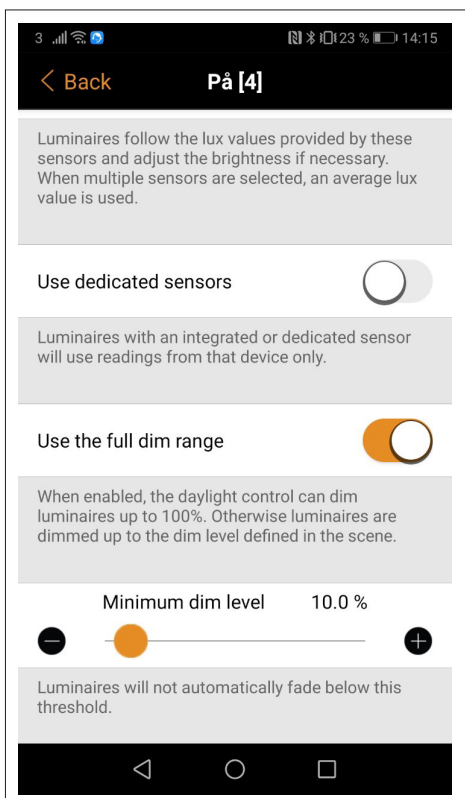 3 23 % 14:15
Back På [4]
Luminaires follow the lux values provided by these
sensors and adjust the brightness if necessary.
When multiple sensors are selected, an average lux
value is used.
Use dedicated sensors
Luminaires with an integrated or dedicated sensor
will use readings from that device only.
Use the full dim range
When enabled, the daylight control can dim
luminaires up to 100%. Otherwise luminaires are
dimmed up to the dim level defined in the scene.
Minimum dim level 10.0 %
Luminaires will not automatically fade below this
threshold.